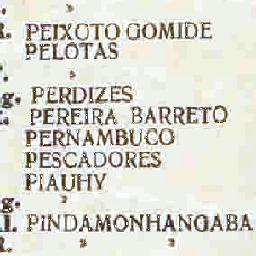 R. PEIXOTO GOMIDE
PELOTAS
"
g. PERDIZES
PEREIRA BARRETO
PERNAMBUCO
PESCADORES
PIAUHY
g. "
l. PINDAMONHANGABA
R. " "